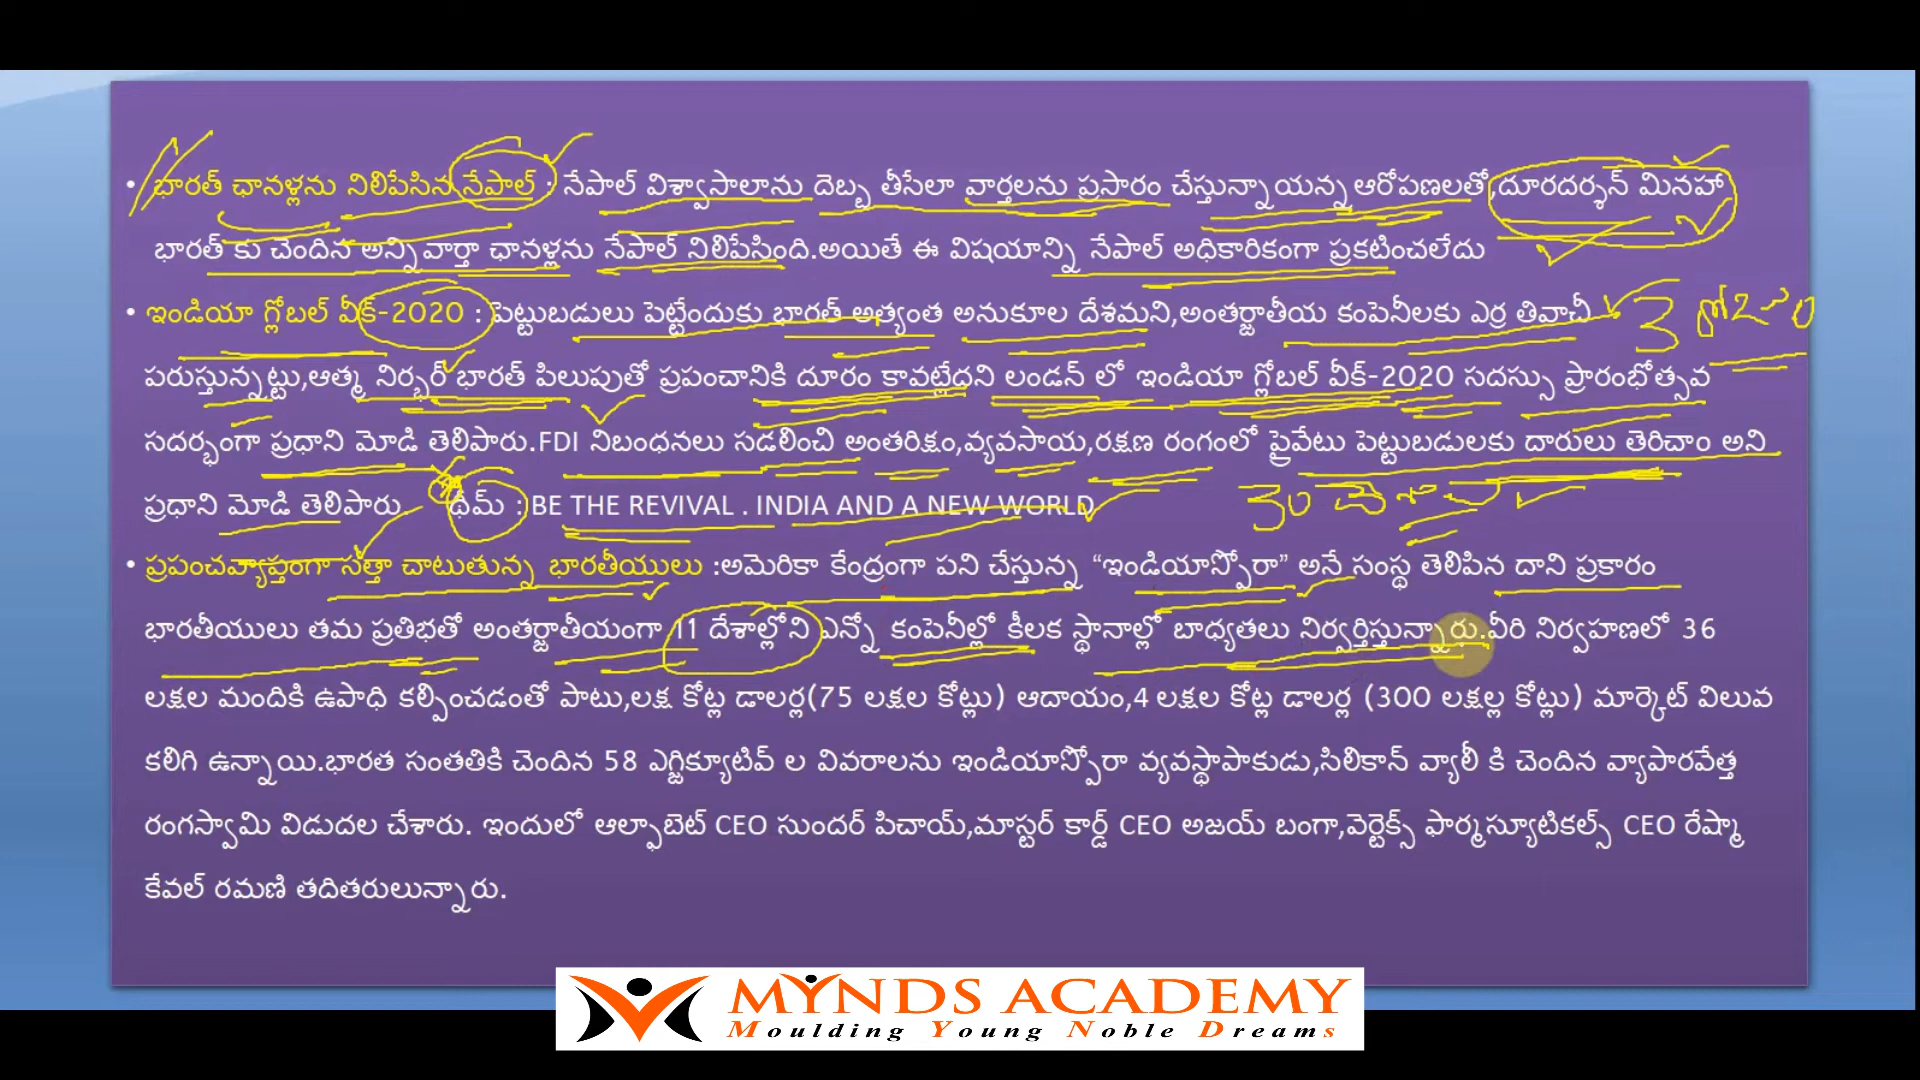 • భారత్ ఛానళ్లను నిలిపేసిన నేపాల్ : నేపాల్ విశ్వాసాలాను దెబ్బ తీసేలా వార్తలను ప్రసారం చేస్తున్నాయన్న ఆరోపణలతో,దూరదర్శన్ మినహా
భారత్ కు చెందిన అన్ని వార్తా ఛానళ్లను నేపాల్ నిలిపేసింది.అయితే ఈ విషయాన్ని నేపాల్ అధికారికంగా ప్రకటించలేదు
• ఇండియా గ్లోబల్ వీక్-2020 : పెట్టుబడులు పెట్టేందుకు భారత్ అత్యంత అనుకూల దేశమని,అంతర్జాతీయ కంపెనీలకు ఎర్ర తివాచీ
పరుస్తున్నట్టు,ఆత్మ నిర్భర్ భారత్ పిలుపుతో ప్రపంచానికి దూరం కావట్లేదని లండన్ లో ఇండియా గ్లోబల్ వీక్-2020 సదస్సు ప్రారంభోత్సవ
సదర్భంగా ప్రధాని మోడి తెలిపారు.FDI నిబంధనలు సడలించి అంతరిక్షం,వ్యవసాయ,రక్షణ రంగంలో ప్రైవేటు పెట్టుబడులకు దారులు తెరిచాం అని
ప్రధాని మోడి తెలిపారు. థీమ్ : BE THE REVIVAL . INDIA AND A NEW WORLD
• ప్రపంచవ్యాప్తంగా సత్తా చాటుతున్న భారతీయులు :అమెరికా కేంద్రంగా పని చేస్తున్న “ఇండియాస్పోరా” అనే సంస్థ తెలిపిన దాని ప్రకారం
భారతీయులు తమ ప్రతిభతో అంతర్జాతీయంగా 11 దేశాల్లోని ఎన్నో కంపెనీల్లో కీలక స్థానాల్లో బాధ్యతలు నిర్వర్తిస్తున్నారు.వీరి నిర్వహణలో 36
లక్షల మందికి ఉపాధి కల్పించడంతో పాటు,లక్ష కోట్ల డాలర్ల(75 లక్షల కోట్లు) ఆదాయం,4 లక్షల కోట్ల డాలర్ల (300 లక్షల్ల కోట్లు) మార్కెట్ విలువ
కలిగి ఉన్నాయి.భారత సంతతికి చెందిన 58 ఎగ్జిక్యూటివ్ ల వివరాలను ఇండియాస్పోరా వ్యవస్థాపాకుడు,సిలికాన్ వ్యాలీ కి చెందిన వ్యాపారవేత్త
రంగస్వామి విడుదల చేశారు. ఇందులో ఆల్ఫాబెట్ CEO సుందర్ పిచాయ్,మాస్టర్ కార్డ్ CEO అజయ్ బంగా,వెర్టెక్స్ ఫార్మస్యూటికల్స్ CEO రేష్మా
కేవల్ రమణి తదితరులున్నారు.
MYNDS ACADEMY
Moulding Young Noble Dreams